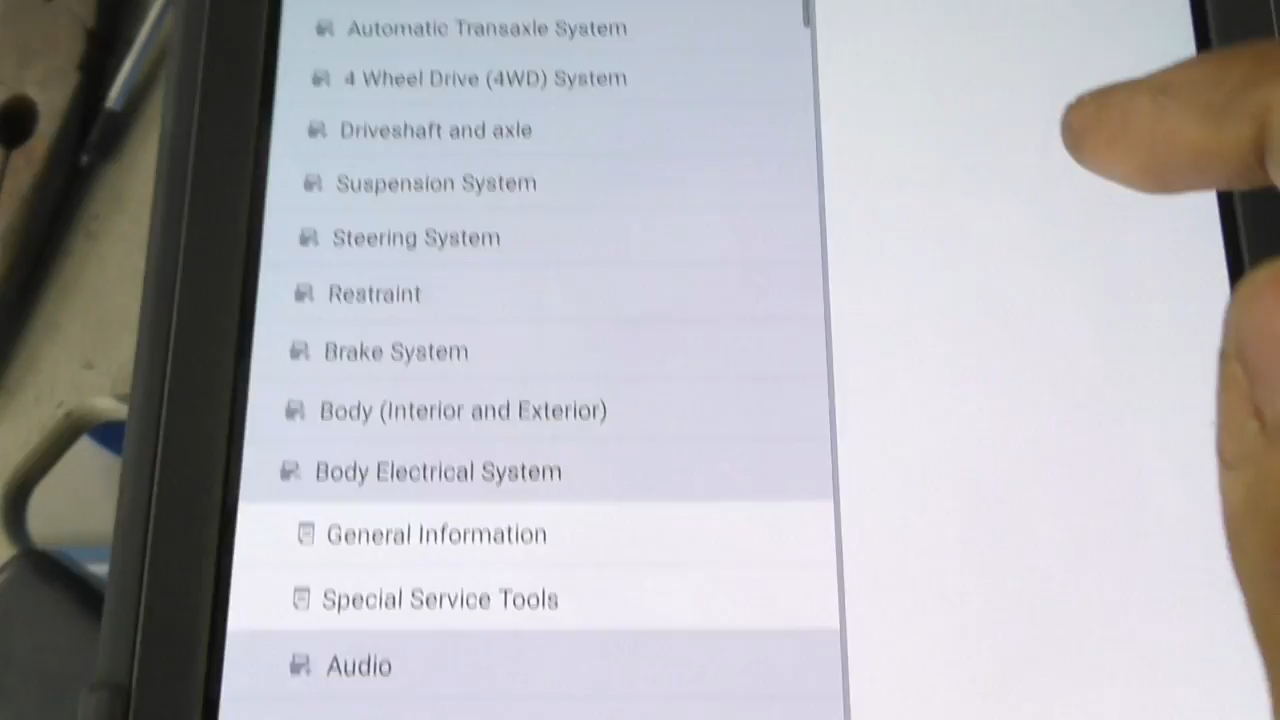 Automatic Transaxle System
4 Wheel Drive (4WD) System
Driveshaft and axle
Suspension System
Steering System
Restraint
Brake System
Body (Interior and Exterior)
Body Electrical System
General Information
Special Service Tools
Audio